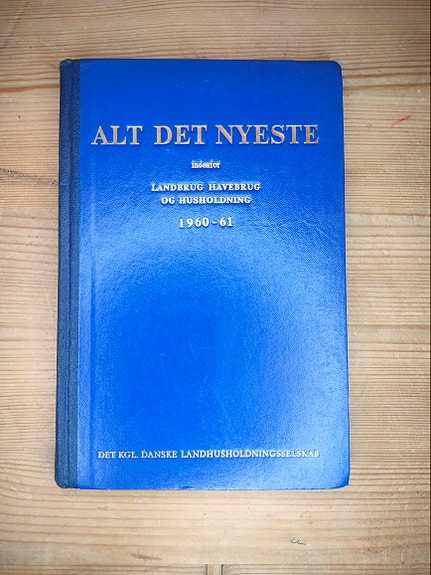 ALT DET NYESTE
indenfor
LANDBRUG HAVEBRUG
OG HUSHOLDNING
1960-61
DET KGL. DANSKE LANDHUSHOLDNINGSSELSKAB